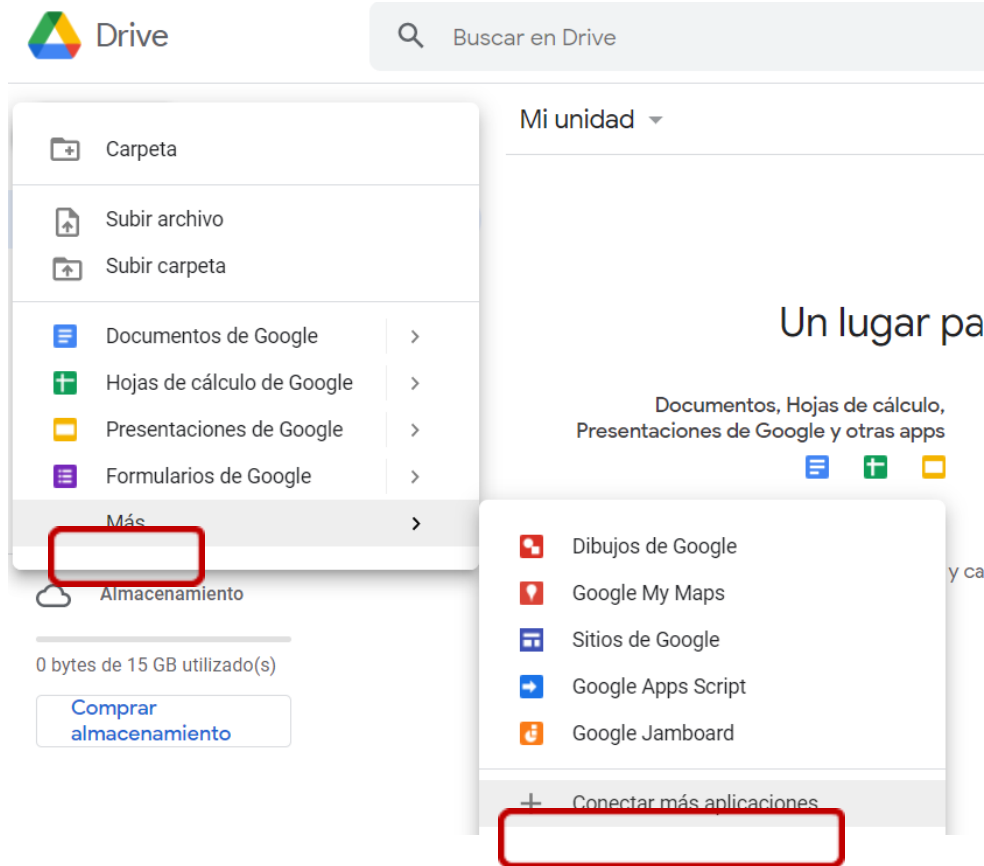 Drive
Buscar en Drive
Mi unidad
Carpeta
Subir archivo
Subir carpeta
Documentos de Google
Hojas de cálculo de Google
Presentaciones de Google
Formularios de Google
Más
Un lugar pa
Documentos, Hojas de cálculo,
Presentaciones de Google y otras apps
y ca
Dibujos de Google
Google My Maps
Sitios de Google
Google Apps Script
Google Jamboard
Conectar más aplicaciones
Almacenamiento
0 bytes de 15 GB utilizado(s)
Comprar
almacenamiento